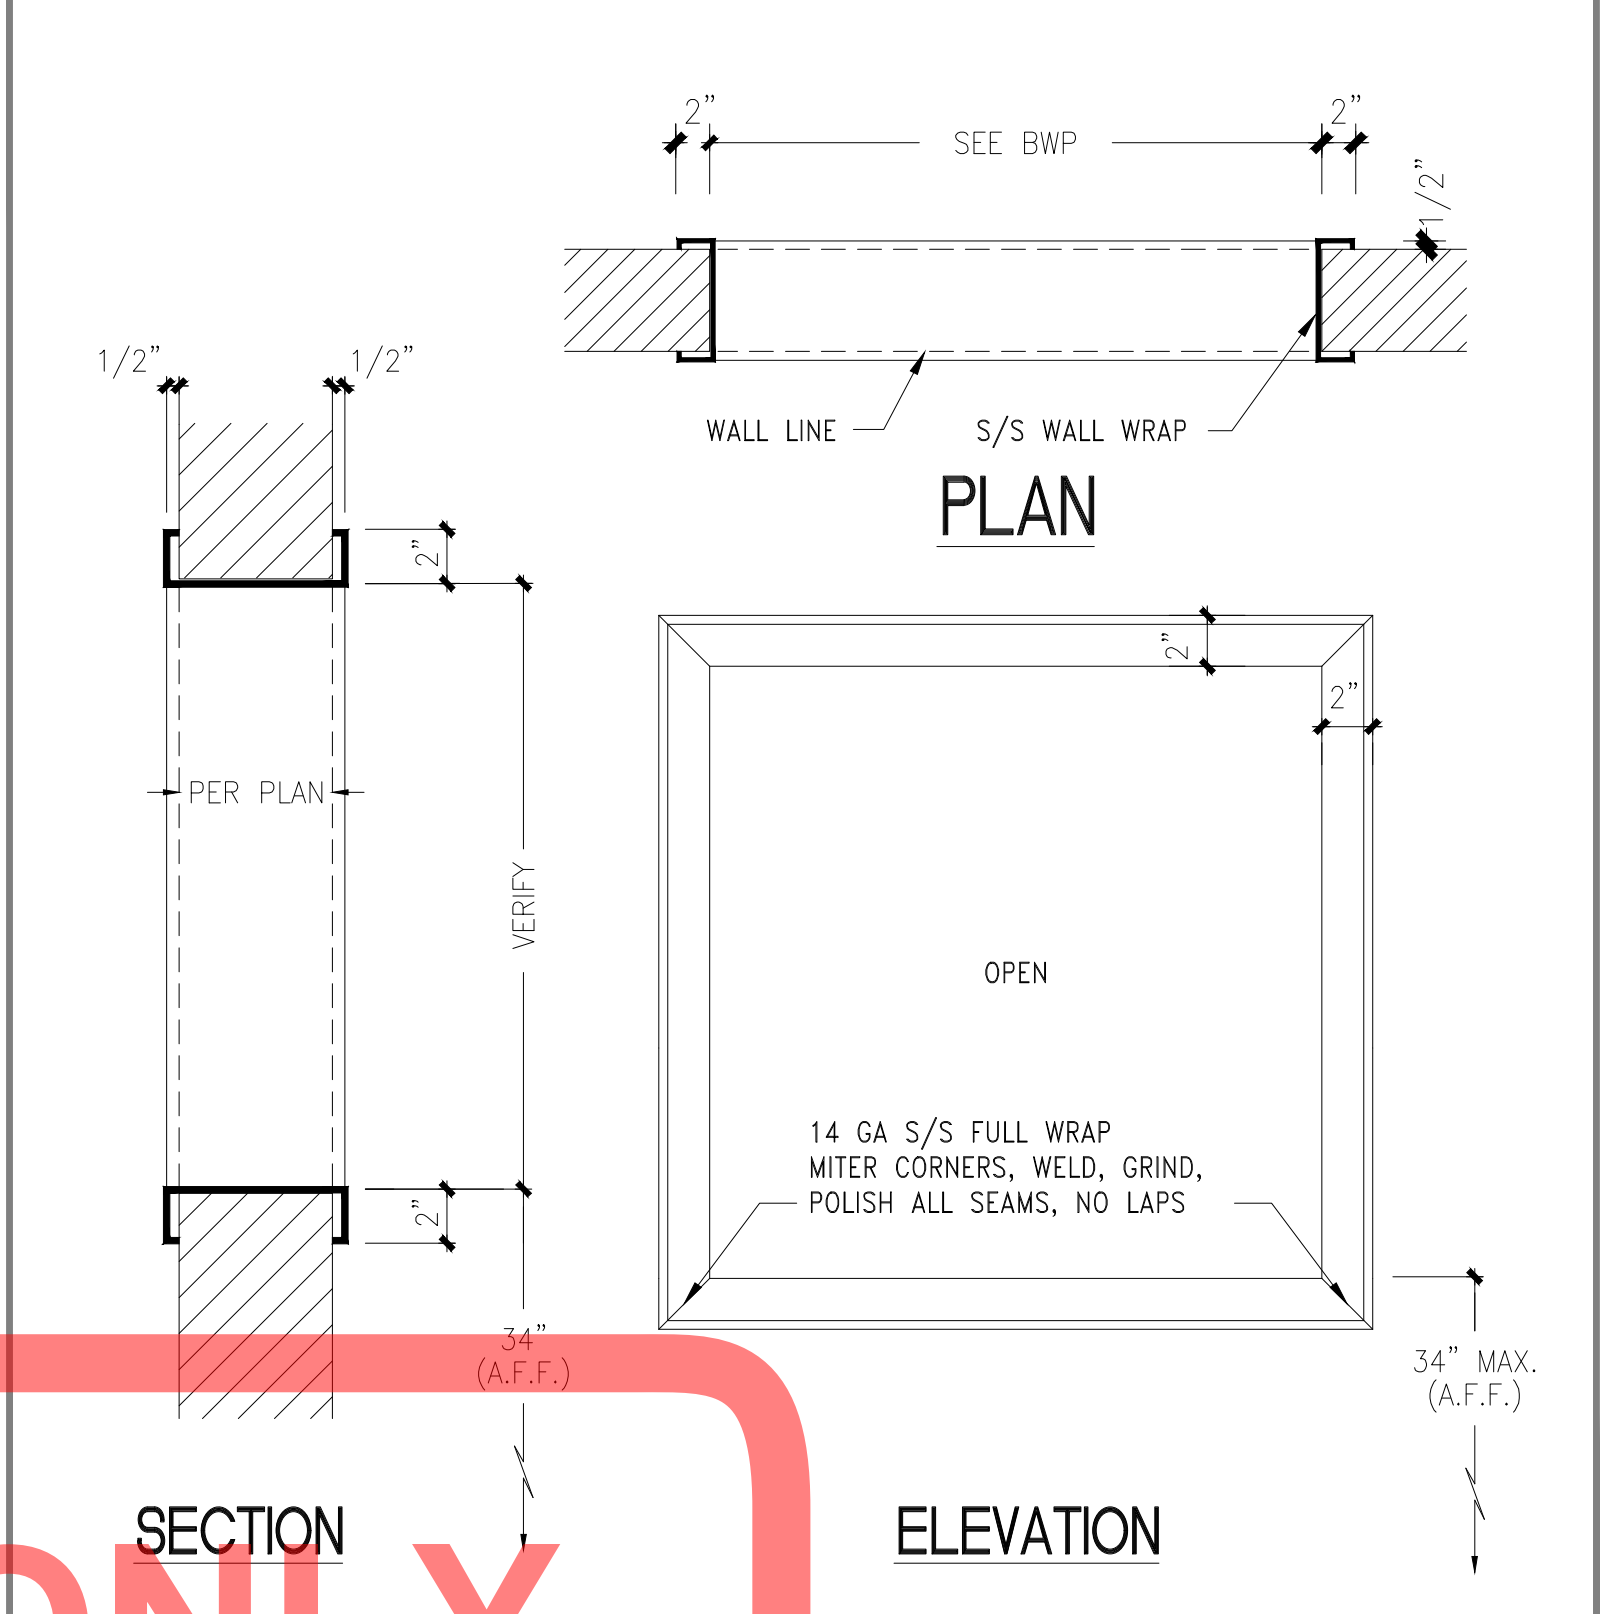 2”
SEE BWP
2”
1/2”
WALL LINE
S/S WALL WRAP
PLAN
1/2”
1/2”
2”
2”
2”
PER PLAN
VERIFY
OPEN
14 GA S/S FULL WRAP
MITER CORNERS, WELD, GRIND,
POLISH ALL SEAMS, NO LAPS
2”
34”
(A.F.F.)
34” MAX.
(A.F.F.)
SECTION
ELEVATION
ONLY